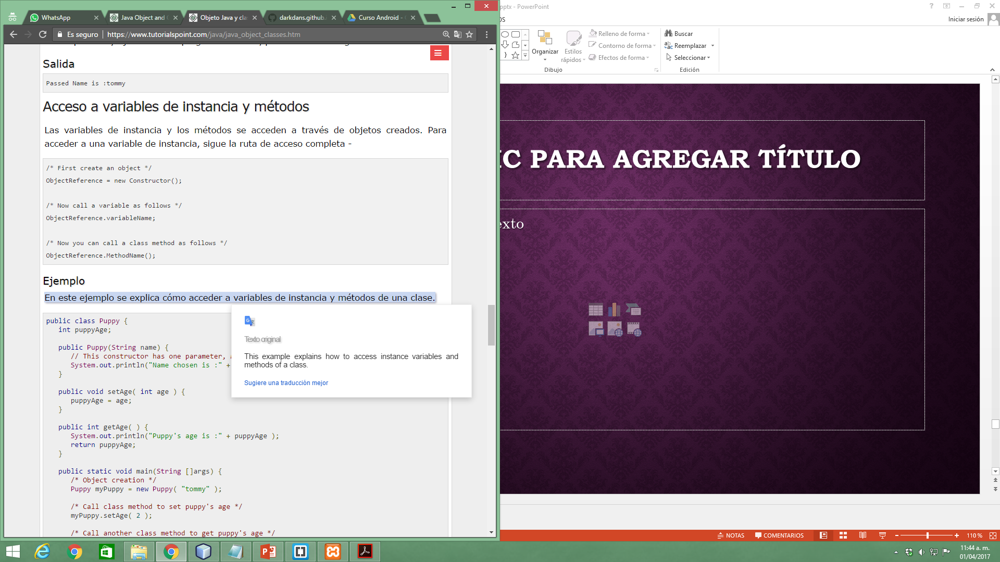 WhatsApp
Java Object and
Objeto Java y cla
darkdans.github.
Curso Android -
Es seguro
https://www.tutorialspoint.com/java/java_object_classes.htm
Salida
Passed Name is :tommy
Acceso a variables de instancia y métodos
Las variables de instancia y los métodos se acceden a través de objetos creados. Para
acceder a una variable de instancia, sigue la ruta de acceso completa -
/* First create an object */
ObjectReference = new Constructor();
/* Now call a variable as follows */
ObjectReference.variableName;
/* Now you can call a class method as follows */
ObjectReference.MethodName();
Ejemplo
En este ejemplo se explica cómo acceder a variables de instancia y métodos de una clase.
public class Puppy {
int puppyAge;
public Puppy(String name) {
// This constructor has one parameter,
System.out.println("Name chosen is :" +
}
public void setAge( int age ) {
puppyAge = age;
}
public int getAge( ) {
System.out.println("Puppy's age is :" + puppyAge );
return puppyAge;
}
public static void main(String []args) {
/* Object creation */
Puppy myPuppy = new Puppy( "tommy" );
/* Call class method to set puppy's age */
myPuppy.setAge( 2 );
/* Call another class method to get puppy's age */
Texto original
This example explains how to access instance variables and
methods of a class.
Sugiere una traducción mejor
pptx - PowerPoint
?
OS
Iniciar sesión
Organizar
Estilos
rápidos
Relleno de forma
Contorno de forma
Efectos de forma
Dibujo
Buscar
Reemplazar
Seleccionar
Edición
IC PARA AGREGAR TÍTULO
exto
NOTAS
COMENTARIOS
110 %
11:44 a. m.
01/04/2017